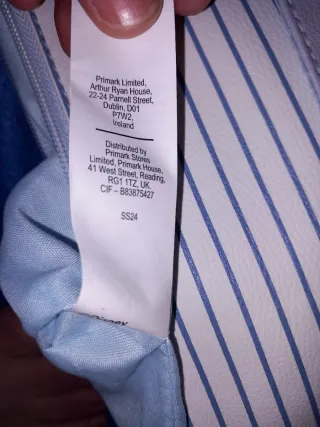 Primark Limited,
Arthur Ryan House,
22-24 Parnell Street,
Dublin, D01
P7W2,
Ireland
Distributed by
Primark Stores
Limited, Primark House,
41 West Street, Reading,
RG1 1TZ, UK,
CIF – B83875427
SS24
Disney